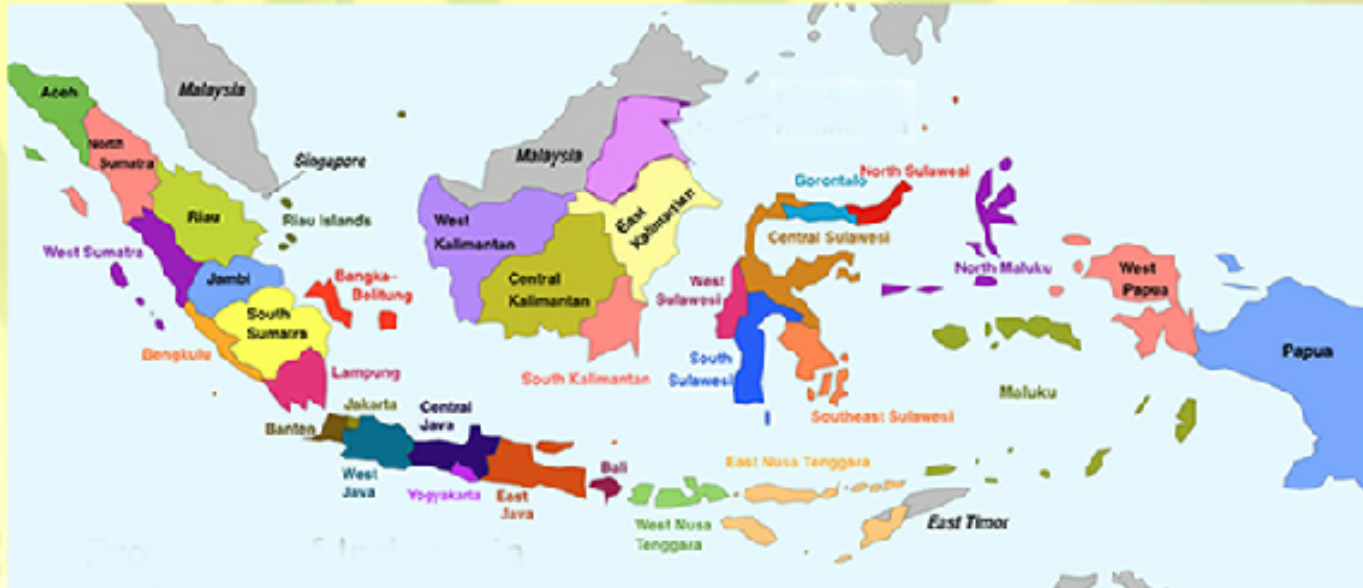 Aceh
Malaysia
North
Sumatra
Singapore
Malaysia
Riau
Riau Islands
West Sumatra
Jambi
Bangka-
Balitung
South
Sumatra
Bengkulu
Lampung
West
Kalimantan
East
Kalimantan
Central
Kalimantan
South Kalimantan
Gorontalo
North Sulawesi
Central Sulawesi
West
Sulawesi
South
Sulawesi
Southeast Sulawesi
North Maluku
West
Papua
Papua
Maluku
Jakarta
Banten
Central
Java
West
Java
Yogyakarta
East
Java
Bali
West Nusa
Tenggara
East Nusa Tenggara
East Timor